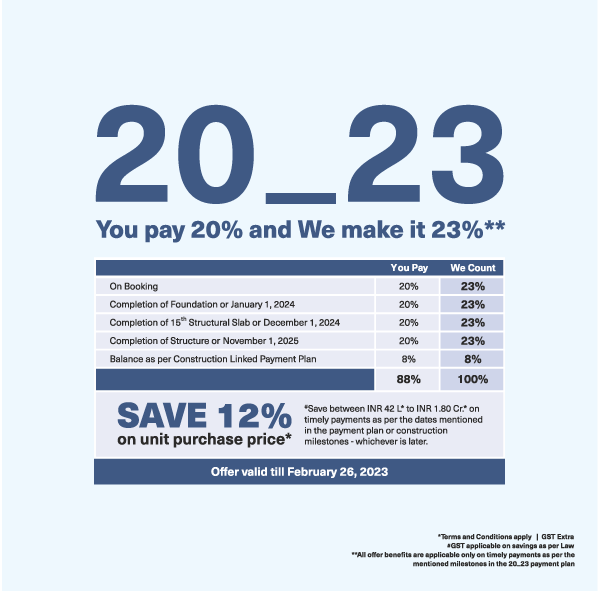 20_23
You pay 20% and We make it 23%**
You Pay We Count
On Booking 20% 23%
Completion of Foundation or January 1, 2024 20% 23%
Completion of 15th Structural Slab or December 1, 2024 20% 23%
Completion of Structure or November 1, 2025 20% 23%
Balance as per Construction Linked Payment Plan 8% 8%
88% 100%
SAVE 12%
on unit purchase price*
#Save between INR 42 L* to INR 1.80 Cr.* on
timely payments as per the dates mentioned
in the payment plan or construction
milestones - whichever is later.
Offer valid till February 26, 2023
*Terms and Conditions apply | GST Extra
#GST applicable on savings as per Law
**All offer benefits are applicable only on timely payments as per the
mentioned milestones in the 20_23 payment plan